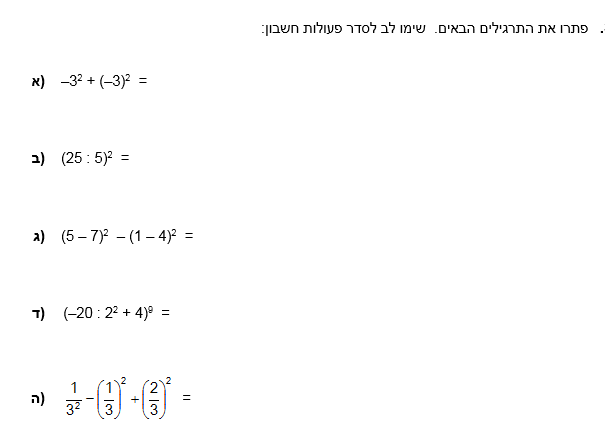 . פתרו את התרגילים הבאים. שימו לב לסדר פעולות חשבון:
א) –3² + (–3)² =
ב) (25 : 5)² =
ג) (5 – 7)² – (1 – 4)² =
ד) (–20 : 2² + 4)⁹ =
ה) 1/3² – (1/3)² + (2/3)² =